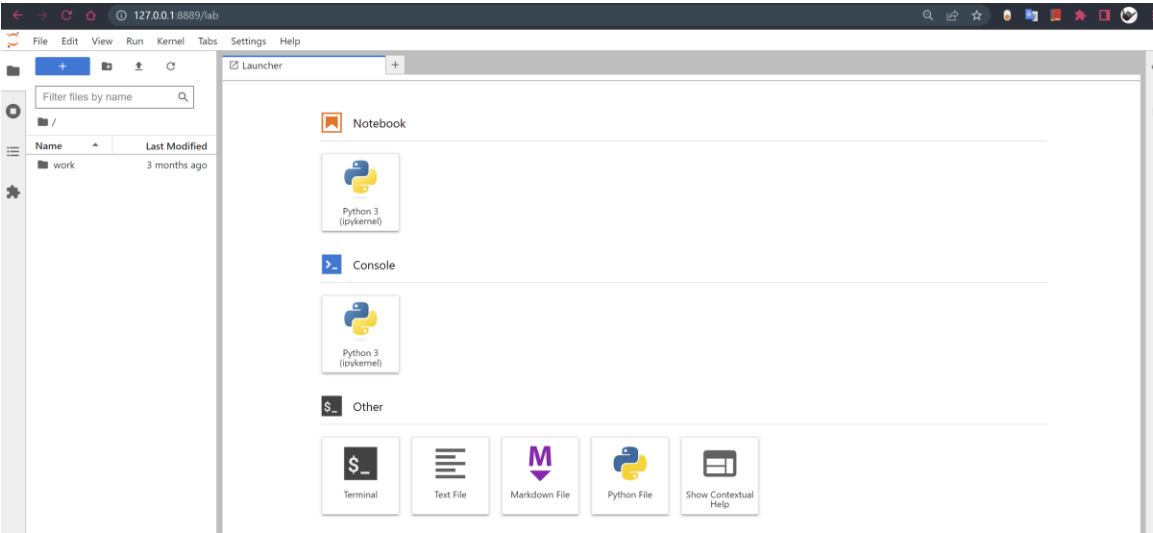 127.0.0.1:8889/lab
File Edit View Run Kernel Tabs Settings Help
+
Launcher
+
Filter files by name
/
Name Last Modified
work 3 months ago
Notebook
Python 3
(ipykernel)
>_ Console
Python 3
(ipykernel)
$_ Other
$_
M
Terminal
Text File
Markdown File
Python File
Show Contextual
Help